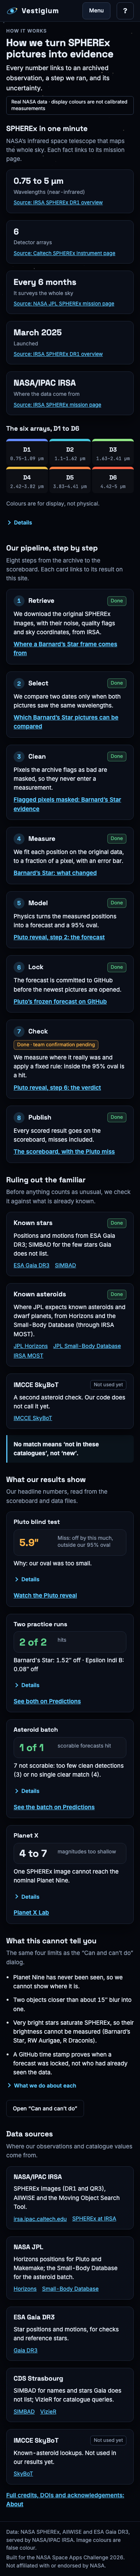 Vestigium
Menu
?
HOW IT WORKS
How we turn SPHEREx
pictures into evidence
Every number links to an archived
observation, a step we ran, and its
uncertainty.
Real NASA data · display colours are not calibrated
measurements
SPHEREx in one minute
NASA's infrared space telescope that maps
the whole sky. Each fact links to its mission
page.
0.75 to 5 µm
Wavelengths (near-infrared)
Source: IRSA SPHEREx DR1 overview
6
Detector arrays
Source: Caltech SPHEREx instrument page
Every 6 months
It surveys the whole sky
Source: NASA JPL SPHEREx mission page
March 2025
Launched
Source: IRSA SPHEREx DR1 overview
NASA/IPAC IRSA
Where the data come from
Source: IRSA SPHEREx mission page
The six arrays, D1 to D6
D1
0.75–1.09 µm
D2
1.1–1.62 µm
D3
1.63–2.41 µm
D4
2.42–3.82 µm
D5
3.83–4.41 µm
D6
4.42–5 µm
Colours are for display, not physical.
Details
Our pipeline, step by step
Eight steps from the archive to the
scoreboard. Each card links to its result on
this site.
1 Retrieve Done
We download the original SPHEREx
images, with their noise, quality flags
and sky coordinates, from IRSA.
Where a Barnard's Star frame comes
from
2 Select Done
We compare two dates only when both
pictures saw the same wavelengths.
Which Barnard's Star pictures can be
compared
3 Clean Done
Pixels the archive flags as bad are
masked, so they never enter a
measurement.
Flagged pixels masked: Barnard's Star
evidence
4 Measure Done
We fit each position on the original data,
to a fraction of a pixel, with an error bar.
Barnard's Star: what changed
5 Model Done
Physics turns the measured positions
into a forecast and a 95% oval.
Pluto reveal, step 2: the forecast
6 Lock Done
The forecast is committed to GitHub
before the newest pictures are opened.
Pluto's frozen forecast on GitHub
7 Check
Done · team confirmation pending
We measure where it really was and
apply a fixed rule: inside the 95% oval is a
hit.
Pluto reveal, step 6: the verdict
8 Publish Done
Every scored result goes on the
scoreboard, misses included.
The scoreboard, with the Pluto miss
Ruling out the familiar
Before anything counts as unusual, we check it
against what is already known.
Known stars Done
Positions and motions from ESA Gaia
DR3; SIMBAD for the few stars Gaia
does not list.
ESA Gaia DR3 SIMBAD
Known asteroids Done
Where JPL expects known asteroids and
dwarf planets, from Horizons and the
Small-Body Database (through IRSA
MOST).
JPL Horizons JPL Small-Body Database
IRSA MOST
IMCCE SkyBoT Not used yet
A second asteroid check. Our code does
not call it yet.
IMCCE SkyBoT
No match means 'not in these
catalogues', not 'new'.
What our results show
Our headline numbers, read from the
scoreboard and data files.
Pluto blind test
5.9″
Miss: off by this much,
outside our 95% oval
Why: our oval was too small.
Details
Watch the Pluto reveal
Two practice runs
2 of 2
hits
Barnard's Star: 1.52″ off · Epsilon Indi B:
0.08″ off
Details
See both on Predictions
Asteroid batch
1 of 1
scorable forecasts hit
7 not scorable: too few clean detections
(3) or no single clear match (4).
Details
See the batch on Predictions
Planet X
4 to 7
magnitudes too shallow
One SPHEREx image cannot reach the
nominal Planet Nine.
Details
Planet X Lab
What this cannot tell you
The same four limits as the "Can and can't do"
dialog.
Planet Nine has never been seen, so we
cannot show where it is.
Two objects closer than about 15″ blur into
one.
Very bright stars saturate SPHEREx, so their
brightness cannot be measured (Barnard's
Star, RW Aurigae, R Doradis).
A GitHub time stamp proves when a
forecast was locked, not who had already
seen the data.
What we do about each
Open "Can and can't do"
Data sources
Where our observations and catalogue values
come from.
NASA/IPAC IRSA
SPHEREx images (DR1 and QR3),
AllWISE and the Moving Object Search
Tool.
irsa.ipac.caltech.edu SPHEREx at IRSA
NASA JPL
Horizons positions for Pluto and
Makemake; the Small-Body Database
for the asteroid batch.
Horizons Small-Body Database
ESA Gaia DR3
Star positions and motions, for checks
and reference stars.
Gaia DR3
CDS Strasbourg
SIMBAD for names and stars Gaia does
not list; VizieR for catalogue queries.
SIMBAD VizieR
IMCCE SkyBoT Not used yet
Known-asteroid lookups. Not used in
our results yet.
SkyBoT
Full credits, DOIs and acknowledgements:
About
Data: NASA SPHEREx, AllWISE and ESA Gaia DR3,
served by NASA/IPAC IRSA. Image colours are
false colour.
Built for the NASA Space Apps Challenge 2026.
Not affiliated with or endorsed by NASA.